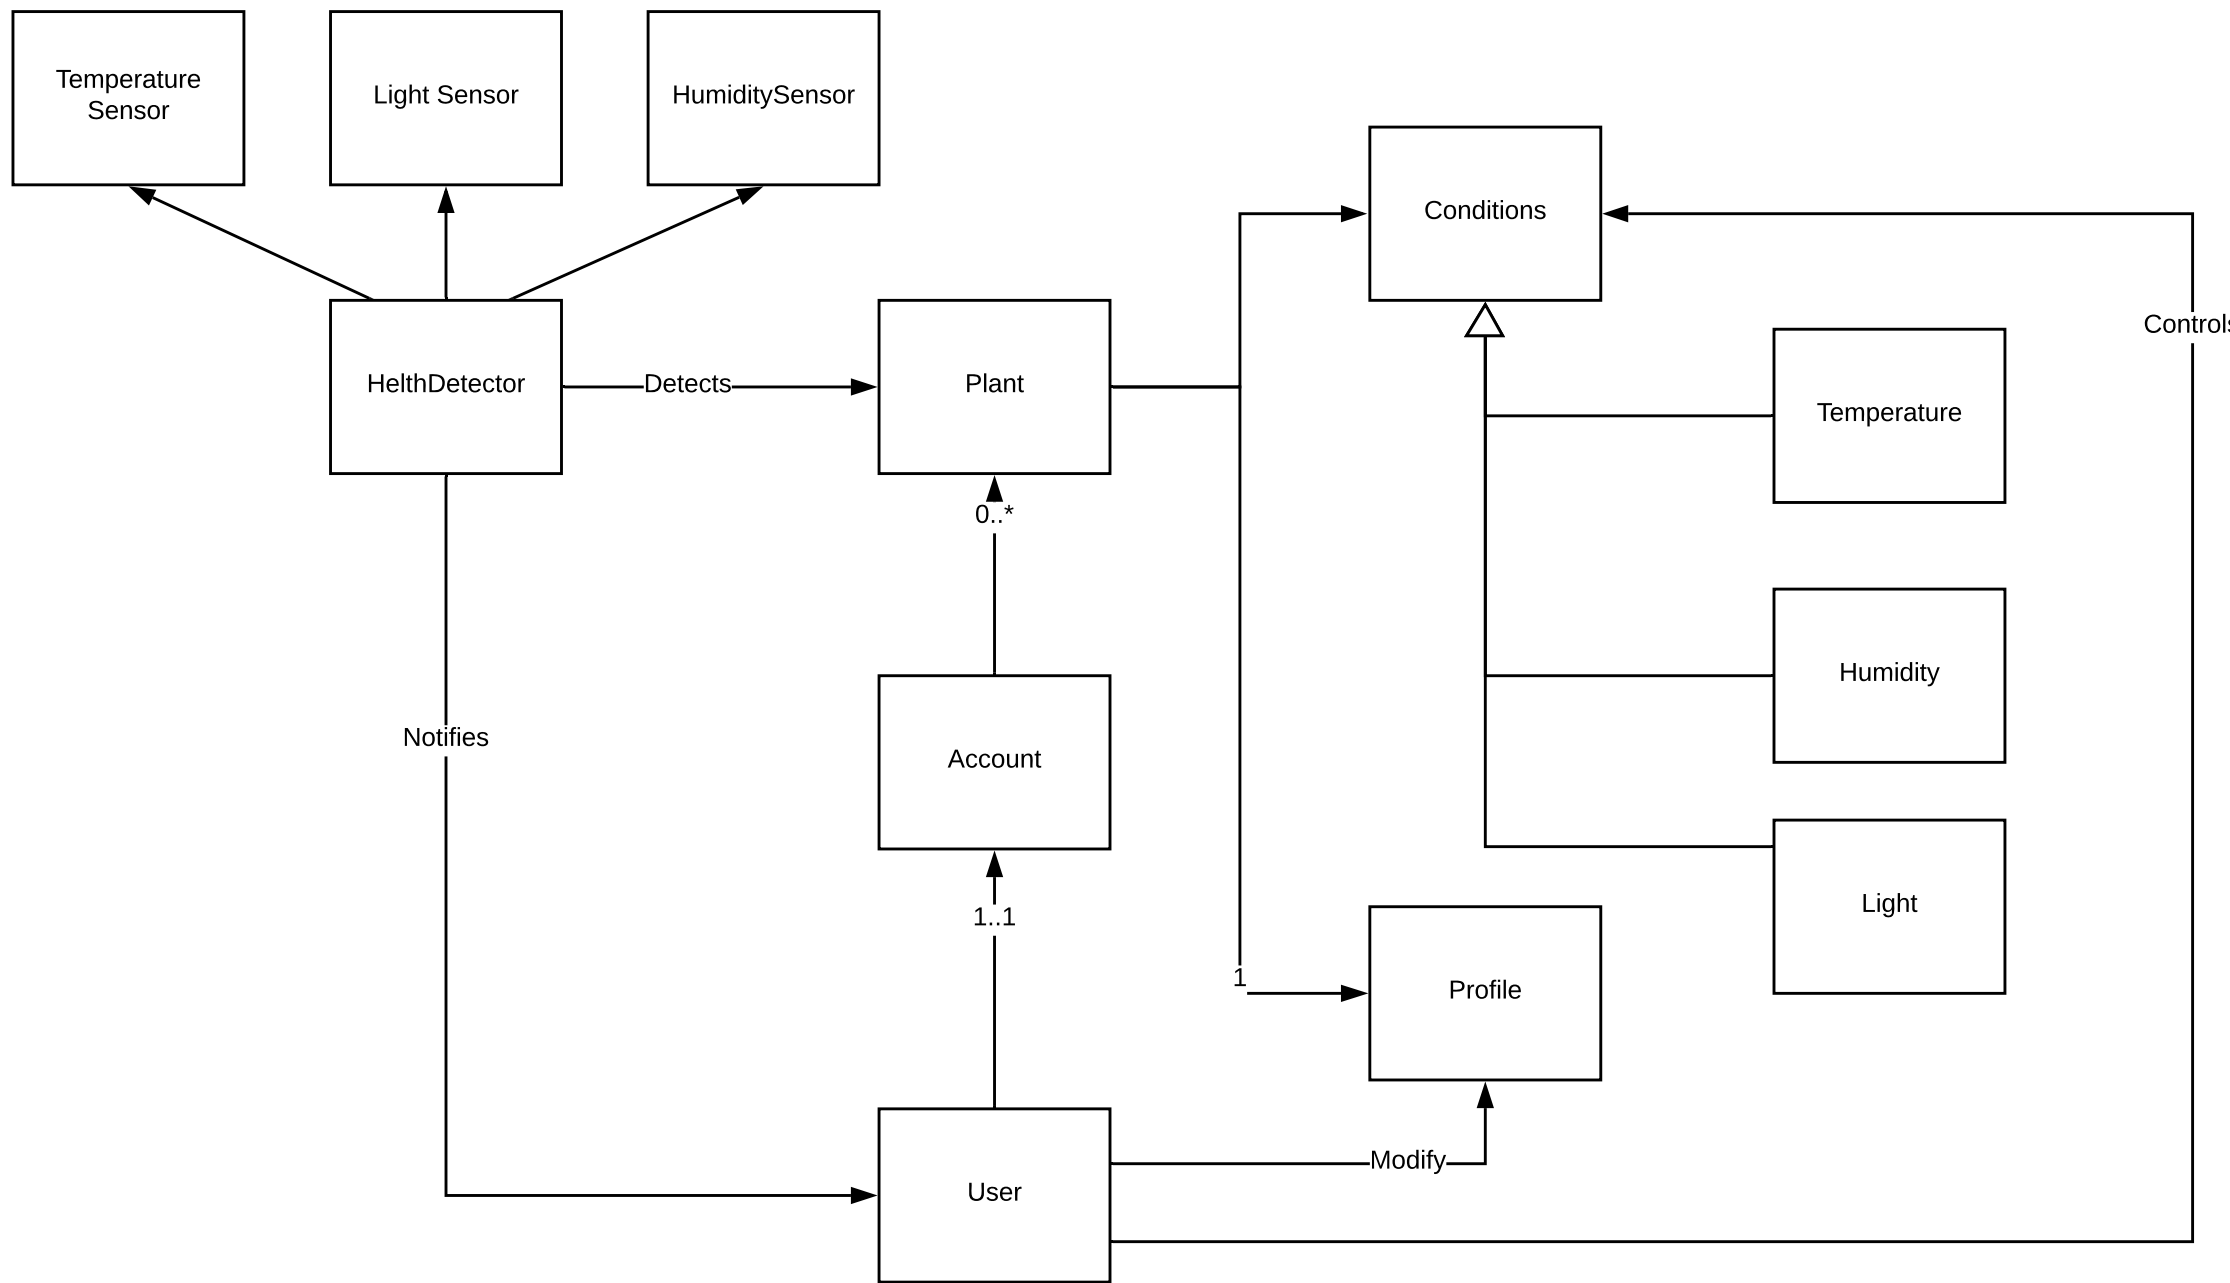 Temperature
Sensor
Light Sensor
HumiditySensor
Conditions
Controls
HelthDetector
Detects
Plant
Temperature
0..*
Humidity
Notifies
Account
Light
1..1
1
Profile
Modify
User